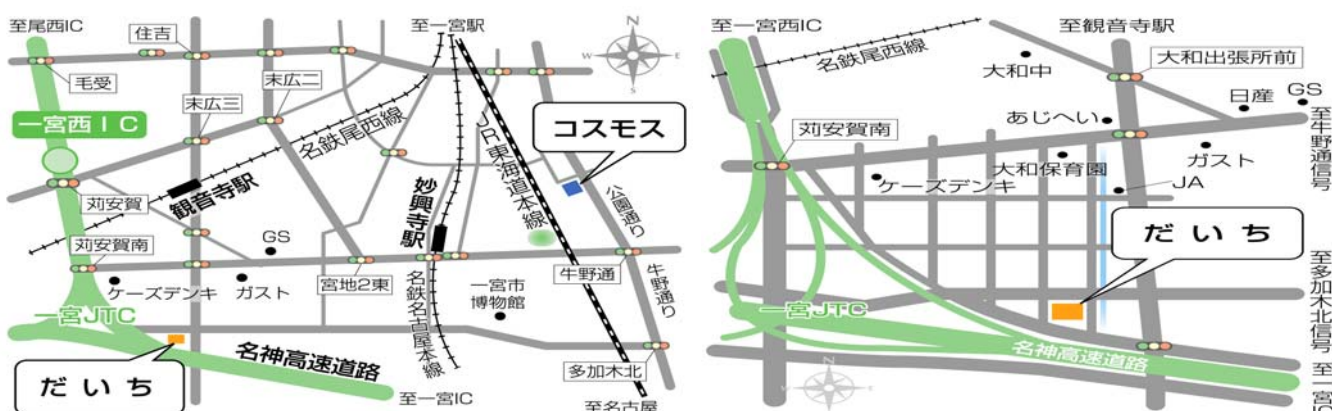 至尾西IC
住吉
至一宮駅
N
W
E
S
毛受
末広三
末広二
一宮西IC
名鉄尾西線
JR東海道本線
コスモス
観音寺駅
妙興寺駅
公園通り
苅安賀
苅安賀南
GS
ケーズデンキ
ガスト
宮地2東
名鉄名古屋本線
一宮市
博物館
牛野通
牛野通り
一宮JTC
名神高速道路
だいち
至一宮IC
多加木北
至名古屋
至一宮西IC
名鉄尾西線
至観音寺駅
大和中
大和出張所前
日産
GS
あじへい
苅安賀南
大和保育園
ガスト
至牛野通信号
ケーズデンキ
JA
だいち
至多加木北信号
一宮JTC
名神高速道路
至一宮IC